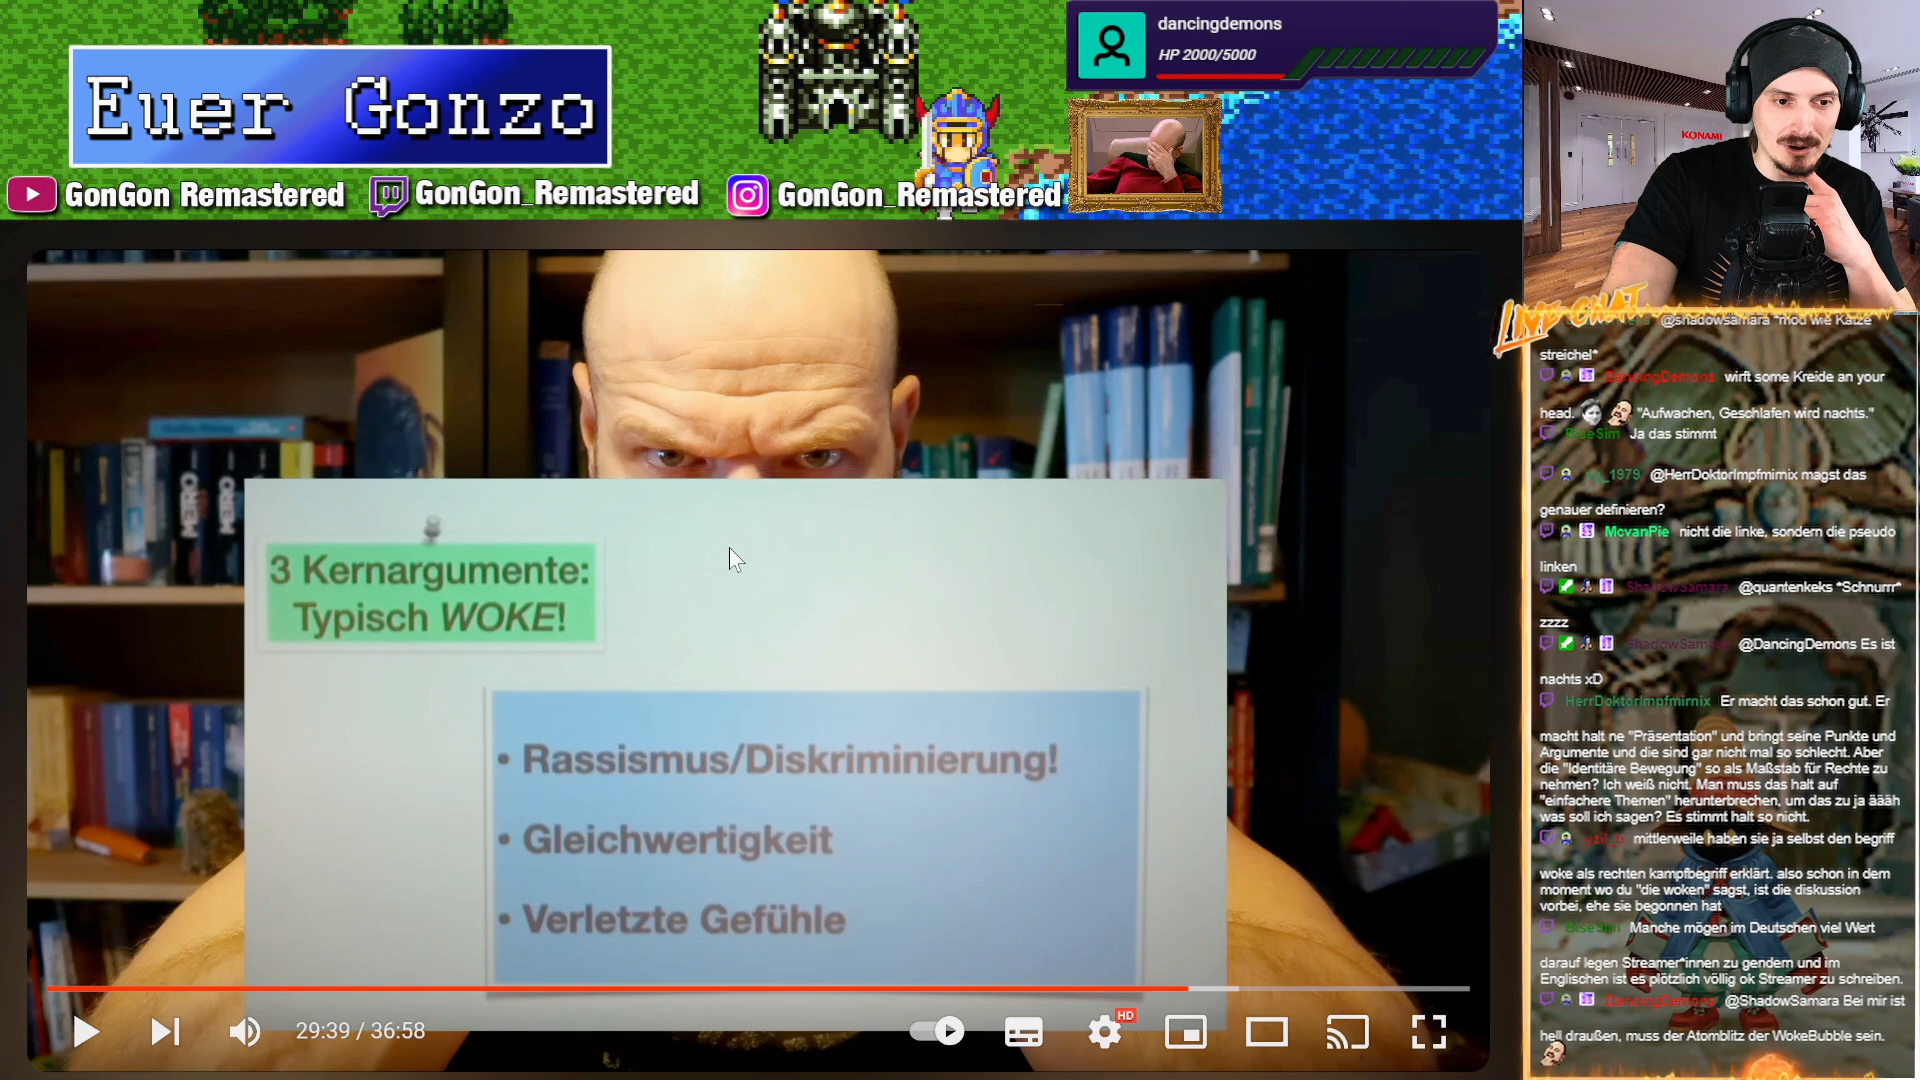 Euer Gonzo
GonGon Remastered
GonGon_Remastered
GonGon_Remastered
dancingdemons
HP 2000/5000
KONAMI
LIVE CHAT
@shadowsamara *mod wie Katze
streichel*
DancingDemons wirft some Kreide an your
head. "Aufwachen, Geschlafen wird nachts."
BiseSim Ja das stimmt
@HerrDoktorImpfmirnix magst das
genauer definieren?
McvanPie nicht die linke, sondern die pseudo
linken
ShadowSamara @quantenkeks *Schnurrr*
zzzz
ShadowSamara @DancingDemons Es ist
nachts xD
HerrDoktorImpfmirnix Er macht das schon gut. Er
macht halt ne "Präsentation" und bringt seine Punkte und
Argumente und die sind gar nicht mal so schlecht. Aber
die "Identitäre Bewegung" so als Maßstab für Rechte zu
nehmen? Ich weiß nicht. Man muss das halt auf
"einfachere Themen" herunterbrechen, um das zu ja äääh
was soll ich sagen? Es stimmt halt so nicht.
mittlerweile haben sie ja selbst den begriff
woke als rechten kampfbegriff erklärt. also schon in dem
moment wo du "die woken" sagst, ist die diskussion
vorbei, ehe sie begonnen hat
BiseSim Manche mögen im Deutschen viel Wert
darauf legen Streamer*innen zu gendern und im
Englischen ist es plötzlich völlig ok Streamer zu schreiben.
DancingDemons @ShadowSamara Bei mir ist
hell draußen, muss der Atomblitz der WokeBubble sein.
3 Kernargumente:
Typisch WOKE!
• Rassismus/Diskriminierung!
• Gleichwertigkeit
• Verletzte Gefühle
29:39 / 36:58
HD